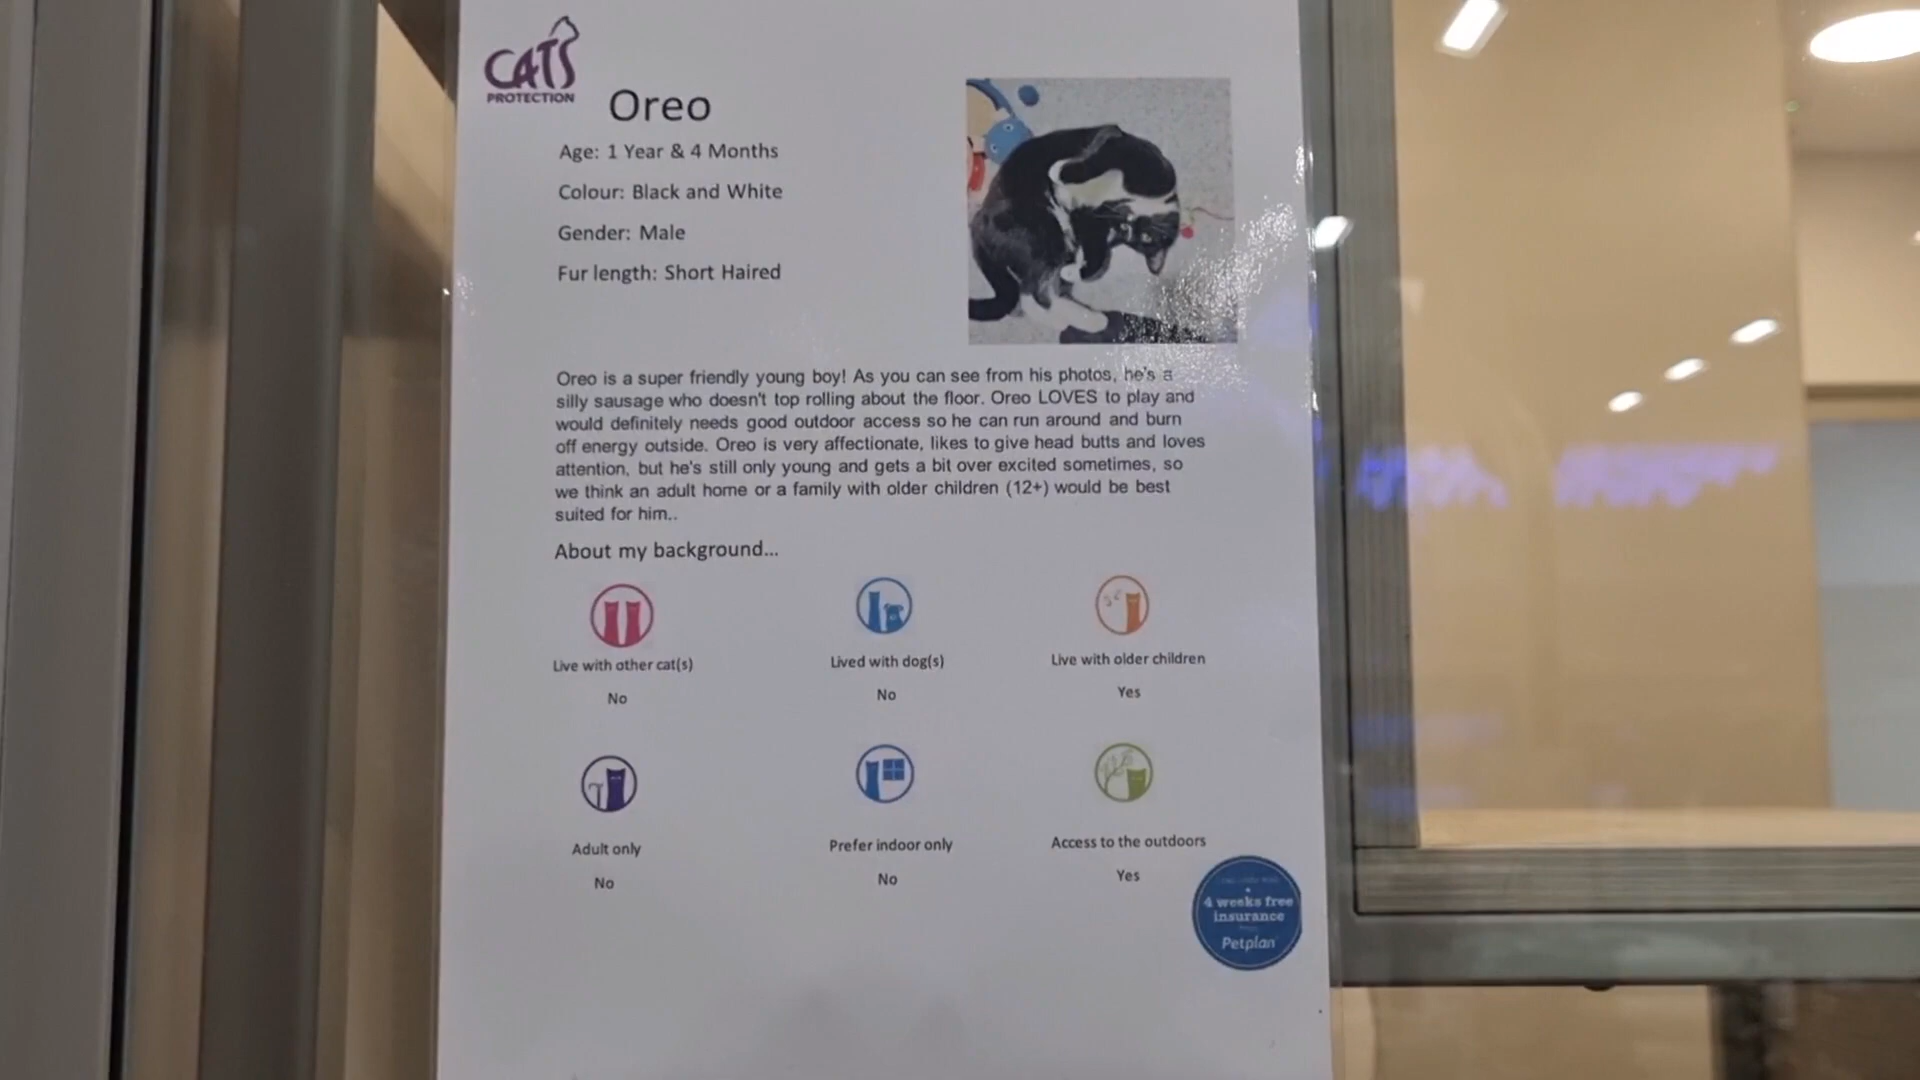 CATS
PROTECTION
Oreo
Age: 1 Year & 4 Months
Colour: Black and White
Gender: Male
Fur length: Short Haired
Oreo is a super friendly young boy! As you can see from his photos, he's a
silly sausage who doesn't top rolling about the floor. Oreo LOVES to play and
would definitely needs good outdoor access so he can run around and burn
off energy outside. Oreo is very affectionate, likes to give head butts and loves
attention, but he's still only young and gets a bit over excited sometimes, so
we think an adult home or a family with older children (12+) would be best
suited for him..
About my background...
Live with other cat(s)
No
Lived with dog(s)
No
Live with older children
Yes
Adult only
No
Prefer indoor only
No
Access to the outdoors
Yes
4 weeks free
insurance
Petplan